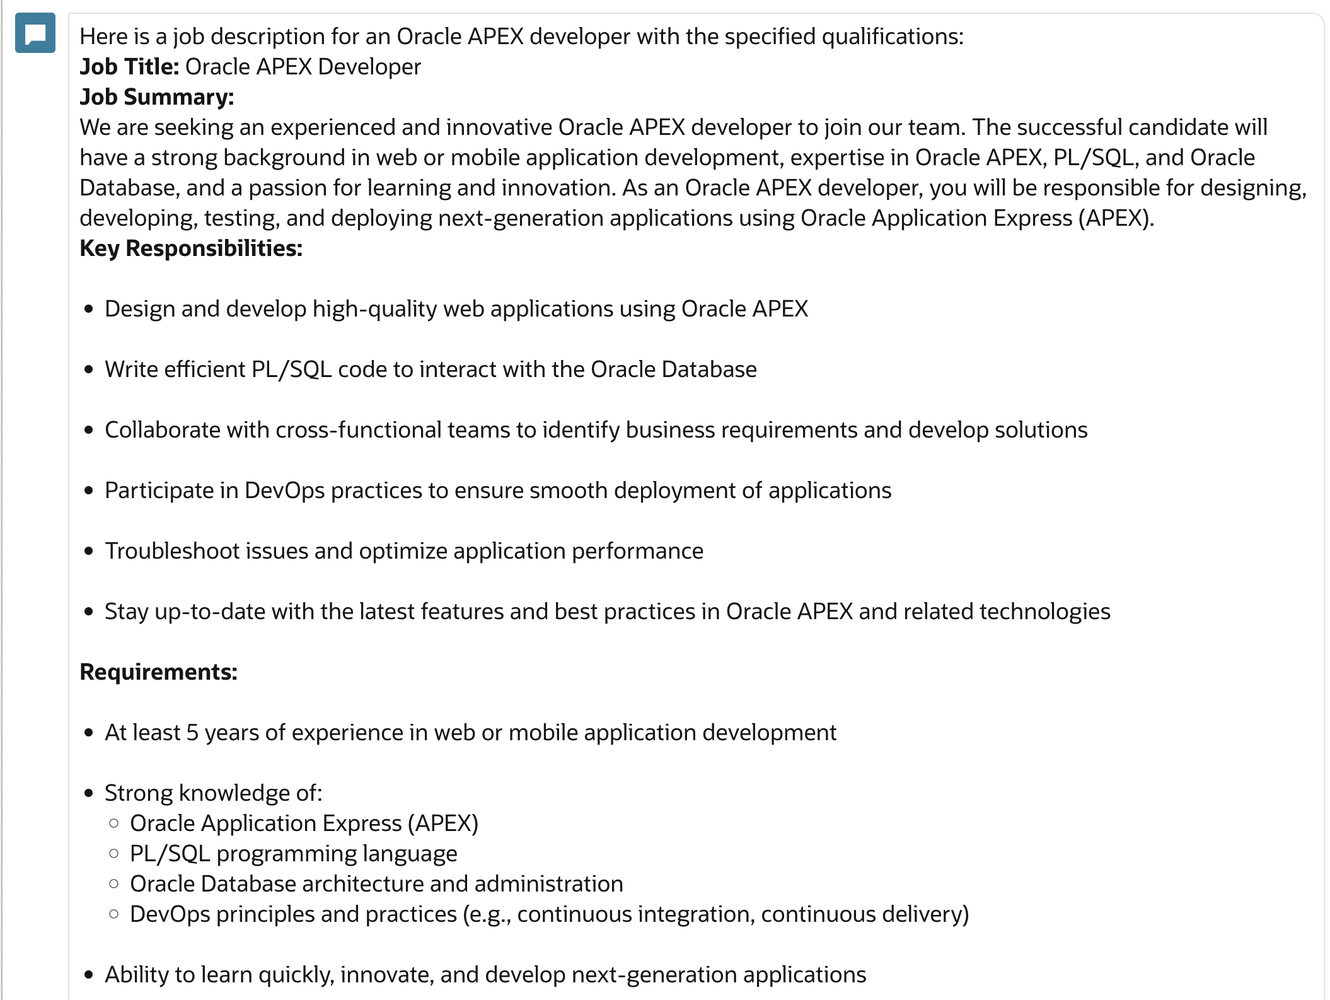 Here is a job description for an Oracle APEX developer with the specified qualifications:
Job Title: Oracle APEX Developer
Job Summary:
We are seeking an experienced and innovative Oracle APEX developer to join our team. The successful candidate will
have a strong background in web or mobile application development, expertise in Oracle APEX, PL/SQL, and Oracle
Database, and a passion for learning and innovation. As an Oracle APEX developer, you will be responsible for designing,
developing, testing, and deploying next-generation applications using Oracle Application Express (APEX).
Key Responsibilities:
• Design and develop high-quality web applications using Oracle APEX
• Write efficient PL/SQL code to interact with the Oracle Database
• Collaborate with cross-functional teams to identify business requirements and develop solutions
• Participate in DevOps practices to ensure smooth deployment of applications
• Troubleshoot issues and optimize application performance
• Stay up-to-date with the latest features and best practices in Oracle APEX and related technologies
Requirements:
• At least 5 years of experience in web or mobile application development
• Strong knowledge of:
○ Oracle Application Express (APEX)
○ PL/SQL programming language
○ Oracle Database architecture and administration
○ DevOps principles and practices (e.g., continuous integration, continuous delivery)
• Ability to learn quickly, innovate, and develop next-generation applications